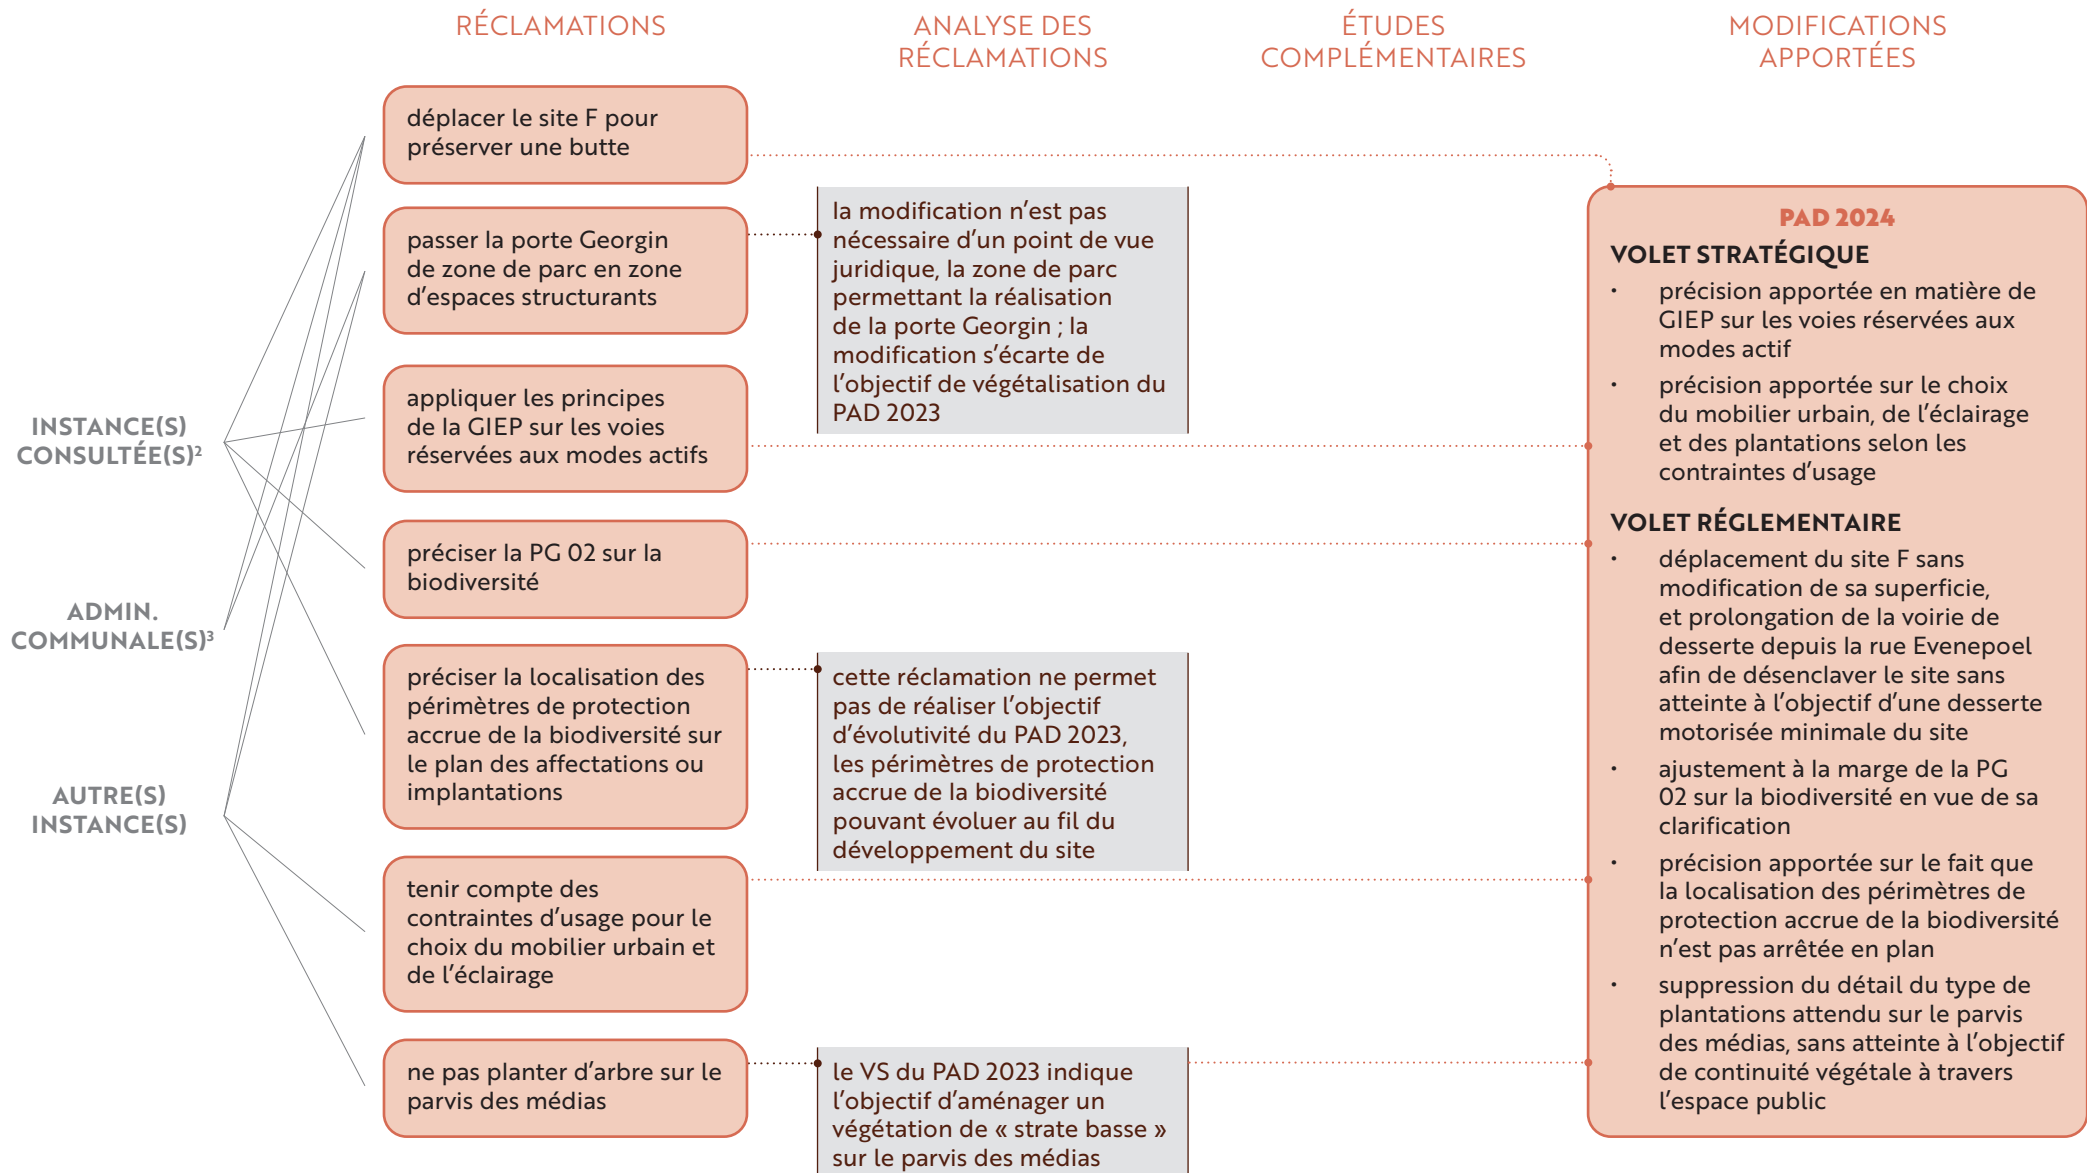 RÉCLAMATIONS
ANALYSE DES
RÉCLAMATIONS
ÉTUDES
COMPLÉMENTAIRES
MODIFICATIONS
APPORTÉES
INSTANCE(S)
CONSULTÉE(S)²
ADMIN.
COMMUNALE(S)³
AUTRE(S)
INSTANCE(S)
déplacer le site F pour
préserver une butte
passer la porte Georgin
de zone de parc en zone
d'espaces structurants
appliquer les principes
de la GIEP sur les voies
réservées aux modes actifs
préciser la PG 02 sur la
biodiversité
préciser la localisation des
périmètres de protection
accrue de la biodiversité sur
le plan des affectations ou
implantations
tenir compte des
contraintes d'usage pour le
choix du mobilier urbain et
de l'éclairage
ne pas planter d'arbre sur le
parvis des médias
la modification n'est pas
nécessaire d'un point de vue
juridique, la zone de parc
permettant la réalisation
de la porte Georgin ; la
modification s'écarte de
l'objectif de végétalisation du
PAD 2023
cette réclamation ne permet
pas de réaliser l'objectif
d'évolutivité du PAD 2023,
les périmètres de protection
accrue de la biodiversité
pouvant évoluer au fil du
développement du site
le VS du PAD 2023 indique
l'objectif d'aménager un
végétation de « strate basse »
sur le parvis des médias
PAD 2024
VOLET STRATÉGIQUE
• précision apportée en matière de
GIEP sur les voies réservées aux
modes actif
• précision apportée sur le choix
du mobilier urbain, de l'éclairage
et des plantations selon les
contraintes d'usage
VOLET RÉGLEMENTAIRE
• déplacement du site F sans
modification de sa superficie,
et prolongation de la voirie de
desserte depuis la rue Evenepoel
afin de désenclaver le site sans
atteinte à l'objectif d'une desserte
motorisée minimale du site
• ajustement à la marge de la PG
02 sur la biodiversité en vue de sa
clarification
• précision apportée sur le fait que
la localisation des périmètres de
protection accrue de la biodiversité
n'est pas arrêtée en plan
• suppression du détail du type de
plantations attendu sur le parvis
des médias, sans atteinte à l'objectif
de continuité végétale à travers
l'espace public